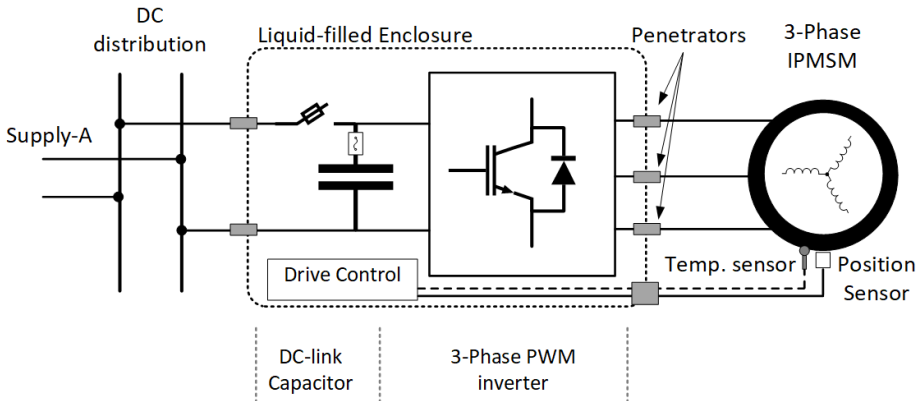 DC
distribution
Liquid-filled Enclosure
Penetrators
3-Phase
IPMSM
Supply-A
Drive Control
Temp. sensor
Position
Sensor
DC-link
Capacitor
3-Phase PWM
inverter